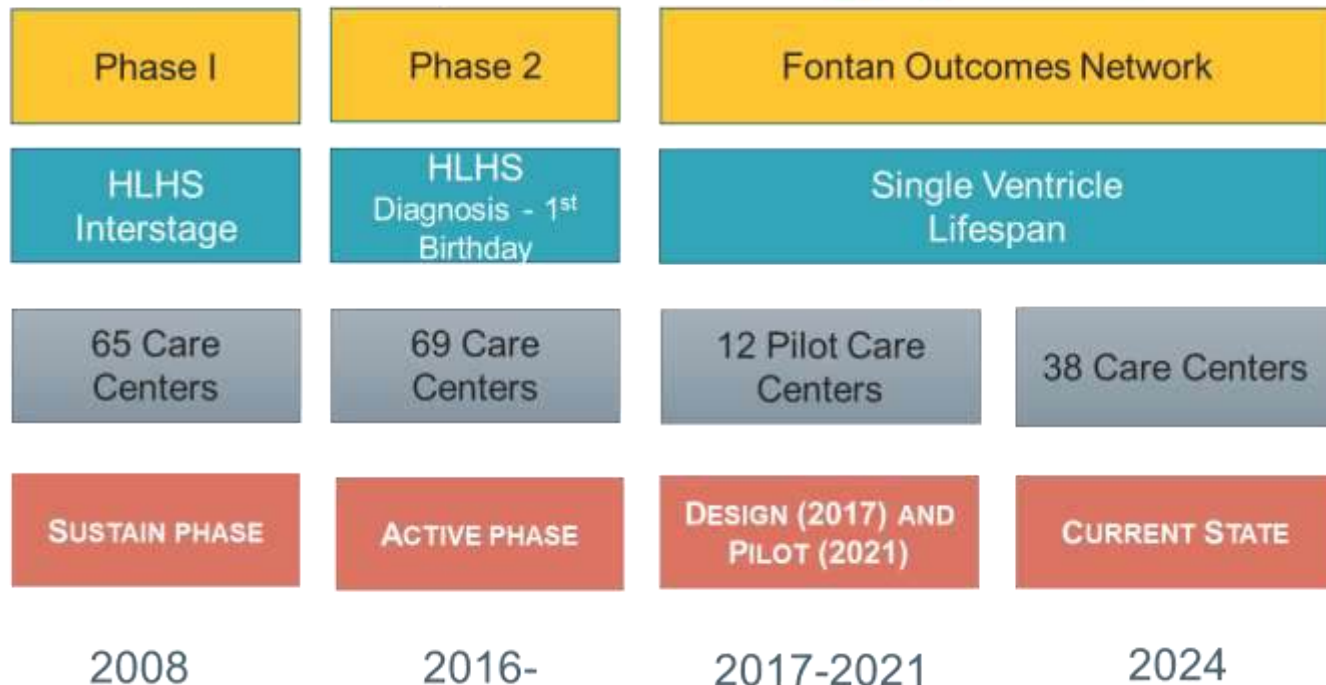 Phase I
Phase 2
Fontan Outcomes Network
HLHS
Interstage
HLHS
Diagnosis - 1st
Birthday
Single Ventricle
Lifespan
65 Care
Centers
69 Care
Centers
12 Pilot Care
Centers
38 Care Centers
SUSTAIN PHASE
ACTIVE PHASE
DESIGN (2017) AND
PILOT (2021)
CURRENT STATE
2008
2016-
2017-2021
2024